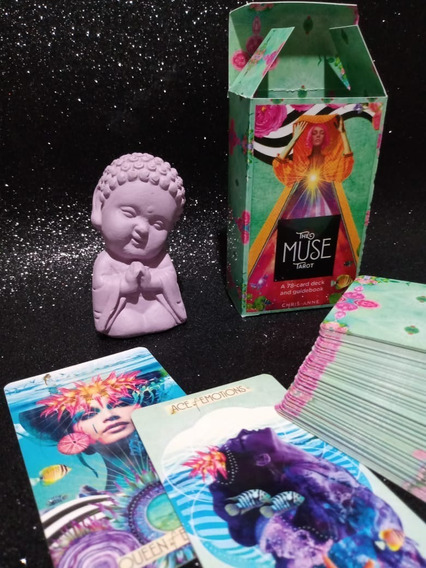 THE
MUSE
TAROT
A 78-card deck
and guidebook
CHRIS-ANNE
ACE of EMOTIONS
QUEEN of E